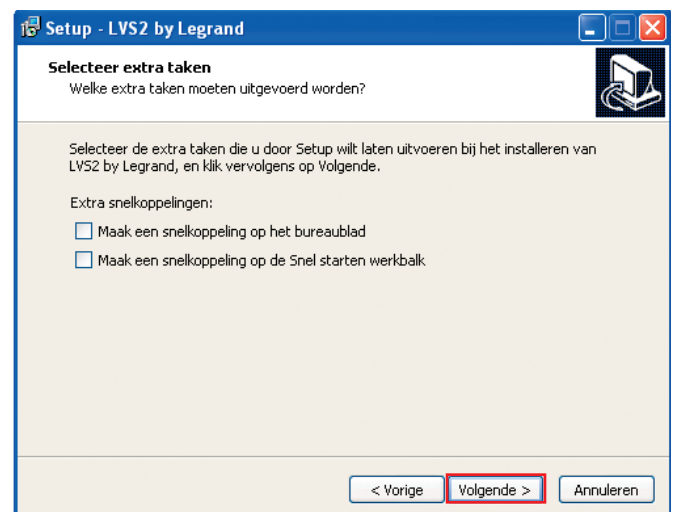 Setup - LVS2 by Legrand
Selecteer extra taken
Welke extra taken moeten uitgevoerd worden?
Selecteer de extra taken die u door Setup wilt laten uitvoeren bij het installeren van
LVS2 by Legrand, en klik vervolgens op Volgende.
Extra snelkoppelingen:
Maak een snelkoppeling op het bureaublad
Maak een snelkoppeling op de Snel starten werkbalk
< Vorige
Volgende >
Annuleren